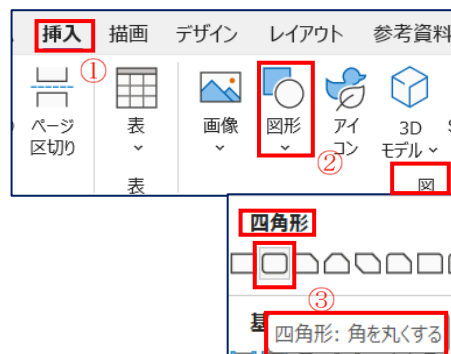 挿入 描画 デザイン レイアウト 参考資料
①
ページ
区切り
表
画像
図形
アイ
コン
3D
モデル
②
表
図
四角形
③
四角形: 角を丸くする